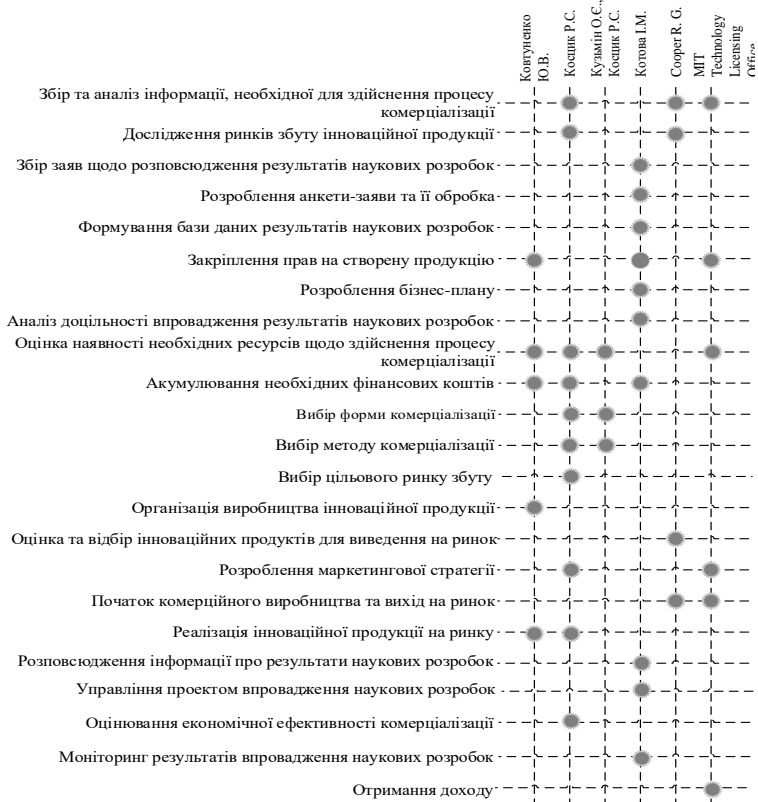 Ковтуненко
Ю.В.
Косцик Р.С.
Кузьмін О.Є.,
Косцик Р.С.
Котова І.М.
Cooper R. G.
MIT
Technology
Licensing
Office
Збір та аналіз інформації, необхідної для здійснення процесу
комерціалізації
Дослідження ринків збуту інноваційної продукції
Збір заяв щодо розповсюдження результатів наукових розробок
Розроблення анкети-заяви та її обробка
Формування бази даних результатів наукових розробок
Закріплення прав на створену продукцію
Розроблення бізнес-плану
Аналіз доцільності впровадження результатів наукових розробок
Оцінка наявності необхідних ресурсів щодо здійснення процесу
комерціалізації
Акумулювання необхідних фінансових коштів
Вибір форми комерціалізації
Вибір методу комерціалізації
Вибір цільового ринку збуту
Організація виробництва інноваційної продукції
Оцінка та відбір інноваційних продуктів для виведення на ринок
Розроблення маркетингової стратегії
Початок комерційного виробництва та вихід на ринок
Реалізація інноваційної продукції на ринку
Розповсюдження інформації про результати наукових розробок
Управління проектом впровадження наукових розробок
Оцінювання економічної ефективності комерціалізації
Моніторинг результатів впровадження наукових розробок
Отримання доходу